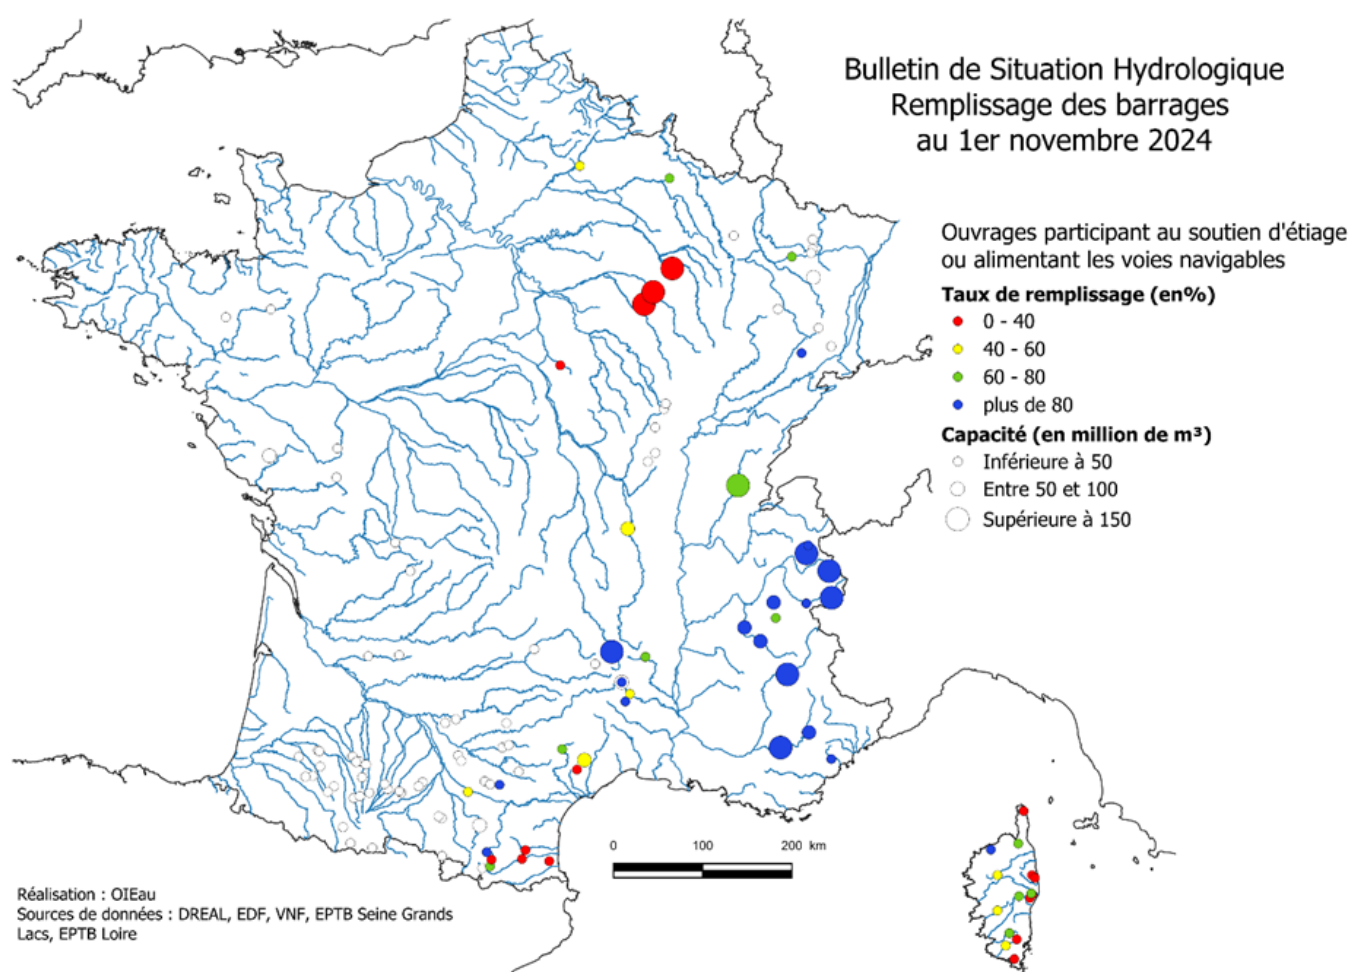 Bulletin de Situation Hydrologique
Remplissage des barrages
au 1er novembre 2024
Ouvrages participant au soutien d'étiage
ou alimentant les voies navigables
Taux de remplissage (en%)
0 - 40
40 - 60
60 - 80
plus de 80
Capacité (en million de m³)
Inférieure à 50
Entre 50 et 100
Supérieure à 150
0 100 200 km
Réalisation : OIEau
Sources de données : DREAL, EDF, VNF, EPTB Seine Grands
Lacs, EPTB Loire